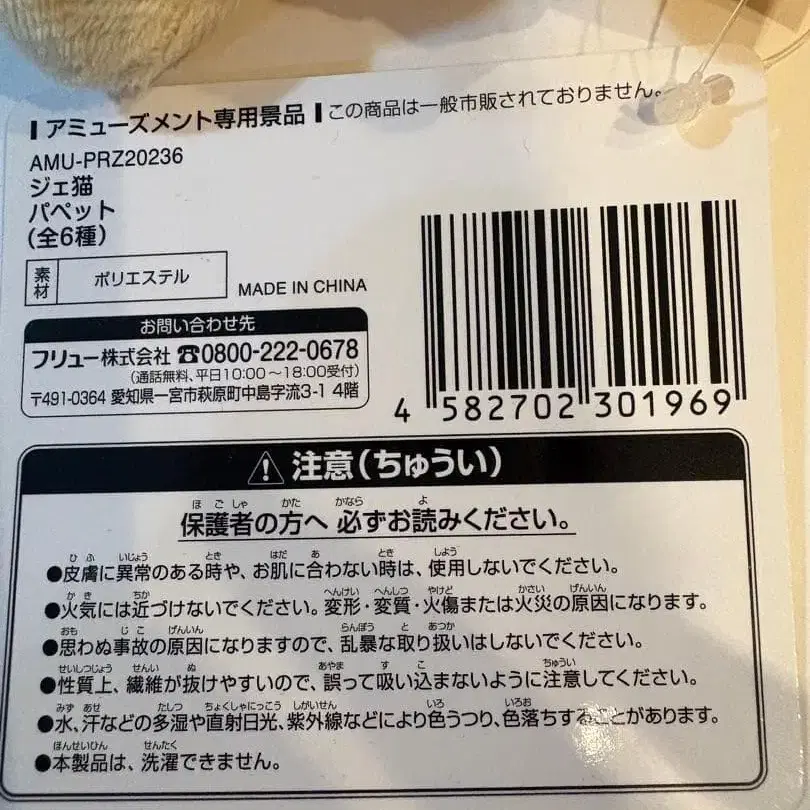 アミューズメント専用景品 この商品は一般市販されておりません。
AMU-PRZ20236
ジェ猫
パペット
(全6種)
素材 ポリエステル MADE IN CHINA
お問い合わせ先
フリュー株式会社 ☎0800-222-0678
(通話無料、平日10:00～18:00受付)
〒491-0364 愛知県一宮市萩原町中島字流3-1 4階
4 582702 301969
⚠ 注意(ちゅうい)
保護者の方へ 必ずお読みください。
●皮膚に異常のある時や、お肌に合わない時は、使用しないでください。
●火気には近づけないでください。変形・変質・火傷または火災の原因になります。
●思わぬ事故の原因になりますので、乱暴な取り扱いはしないでください。
●性質上、繊維が抜けやすいので、誤って吸い込まないように注意してください。
●水、汗などの多湿や直射日光、紫外線などにより色うつり、色落ちすることがあります。
●本製品は、洗濯できません。